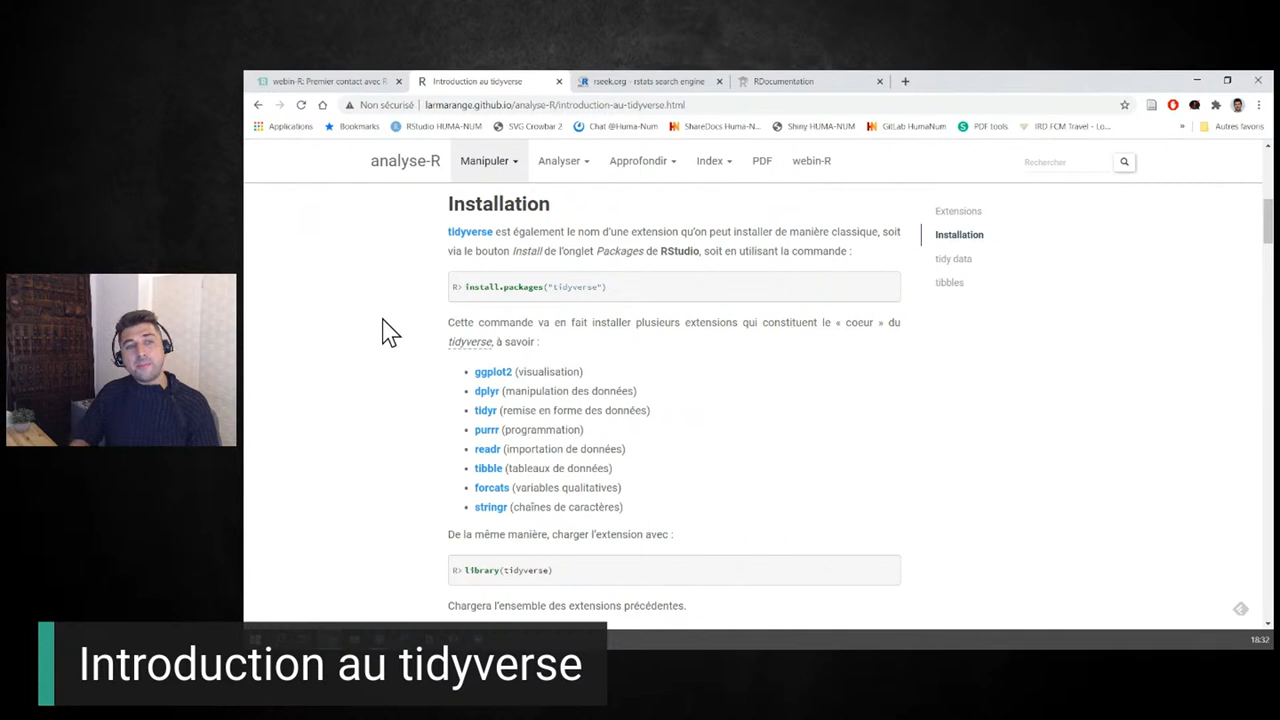 webin-R: Premier contact avec R
Introduction au tidyverse
rseek.org - rstats search engine
RDocumentation
Non sécurisé
larmarange.github.io/analyse-R/introduction-au-tidyverse.html
Applications
Bookmarks
RStudio HUMA-NUM
SVG Crowbar 2
Chat @Huma-Num
ShareDocs Huma-N...
Shiny HUMA-NUM
GitLab HumaNum
PDF tools
IRD FCM Travel - Lo...
»
Autres favoris
analyse-R
Manipuler
Analyser
Approfondir
Index
PDF
webin-R
Rechercher
Installation
tidyverse est également le nom d'une extension qu'on peut installer de manière classique, soit
via le bouton Install de l'onglet Packages de RStudio, soit en utilisant la commande :
R> install.packages("tidyverse")
Cette commande va en fait installer plusieurs extensions qui constituent le « coeur » du
tidyverse, à savoir :
• ggplot2 (visualisation)
• dplyr (manipulation des données)
• tidyr (remise en forme des données)
• purrr (programmation)
• readr (importation de données)
• tibble (tableaux de données)
• forcats (variables qualitatives)
• stringr (chaînes de caractères)
De la même manière, charger l'extension avec :
R> library(tidyverse)
Chargera l'ensemble des extensions précédentes.
Extensions
Installation
tidy data
tibbles
18:32
Introduction au tidyverse